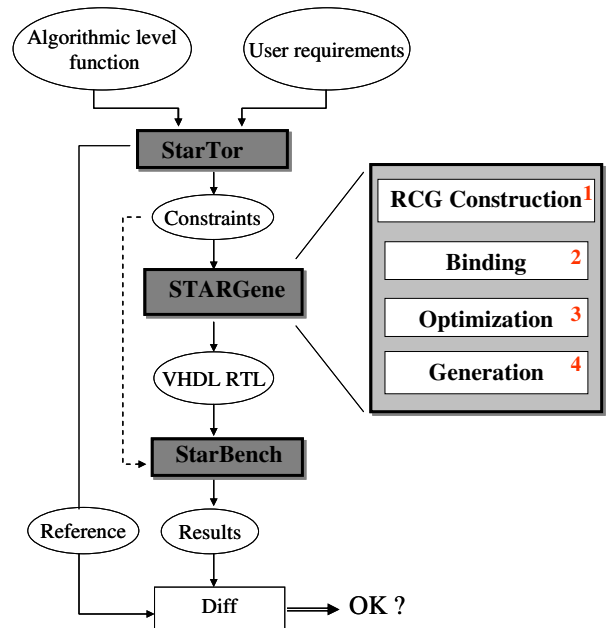 Algorithmic level
function
User requirements
StarTor
Constraints
STARGene
VHDL RTL
StarBench
Reference
Results
Diff
OK ?
RCG Construction 1
Binding 2
Optimization 3
Generation 4